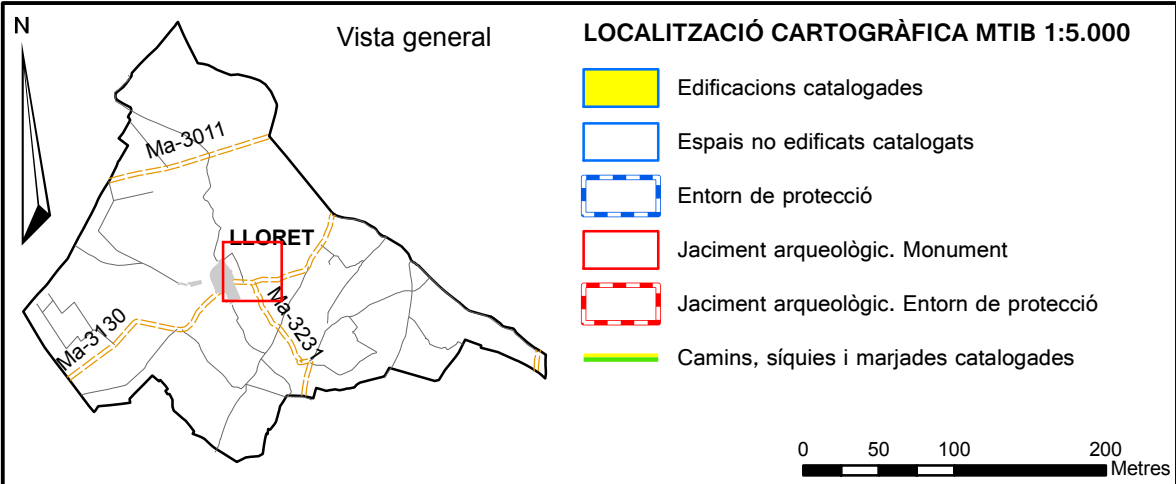 N
Vista general
Ma-3011
LLORET
Ma-3130
Ma-3231
LOCALITZACIÓ CARTOGRÀFICA MTIB 1:5.000
Edificacions catalogades
Espais no edificats catalogats
Entorn de protecció
Jaciment arqueològic. Monument
Jaciment arqueològic. Entorn de protecció
Camins, síquies i marjades catalogades
0 50 100 200
Metres